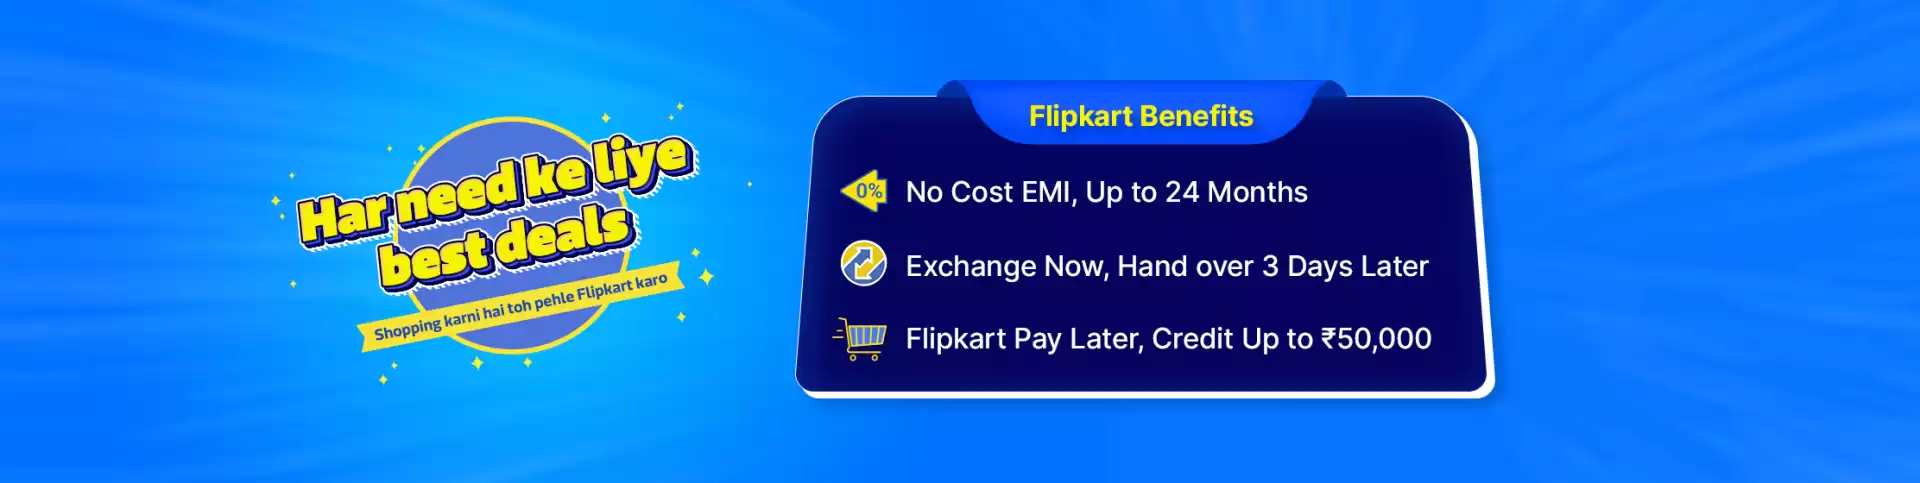 Har need ke liye
best deals
Shopping karni hai toh pehle Flipkart karo
Flipkart Benefits
0% No Cost EMI, Up to 24 Months
Exchange Now, Hand over 3 Days Later
Flipkart Pay Later, Credit Up to ₹50,000